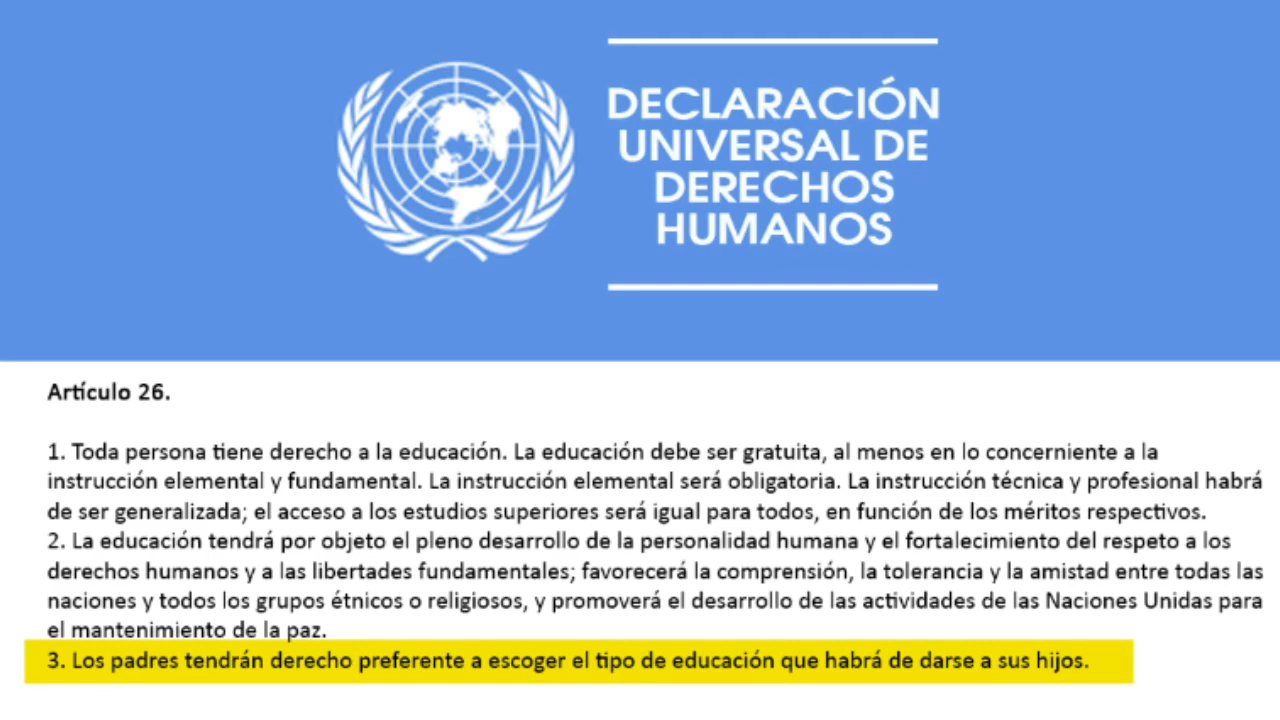 DECLARACIÓN
UNIVERSAL DE
DERECHOS
HUMANOS
Artículo 26.
1. Toda persona tiene derecho a la educación. La educación debe ser gratuita, al menos en lo concerniente a la
instrucción elemental y fundamental. La instrucción elemental será obligatoria. La instrucción técnica y profesional habrá
de ser generalizada; el acceso a los estudios superiores será igual para todos, en función de los méritos respectivos.
2. La educación tendrá por objeto el pleno desarrollo de la personalidad humana y el fortalecimiento del respeto a los
derechos humanos y a las libertades fundamentales; favorecerá la comprensión, la tolerancia y la amistad entre todas las
naciones y todos los grupos étnicos o religiosos, y promoverá el desarrollo de las actividades de las Naciones Unidas para
el mantenimiento de la paz.
3. Los padres tendrán derecho preferente a escoger el tipo de educación que habrá de darse a sus hijos.